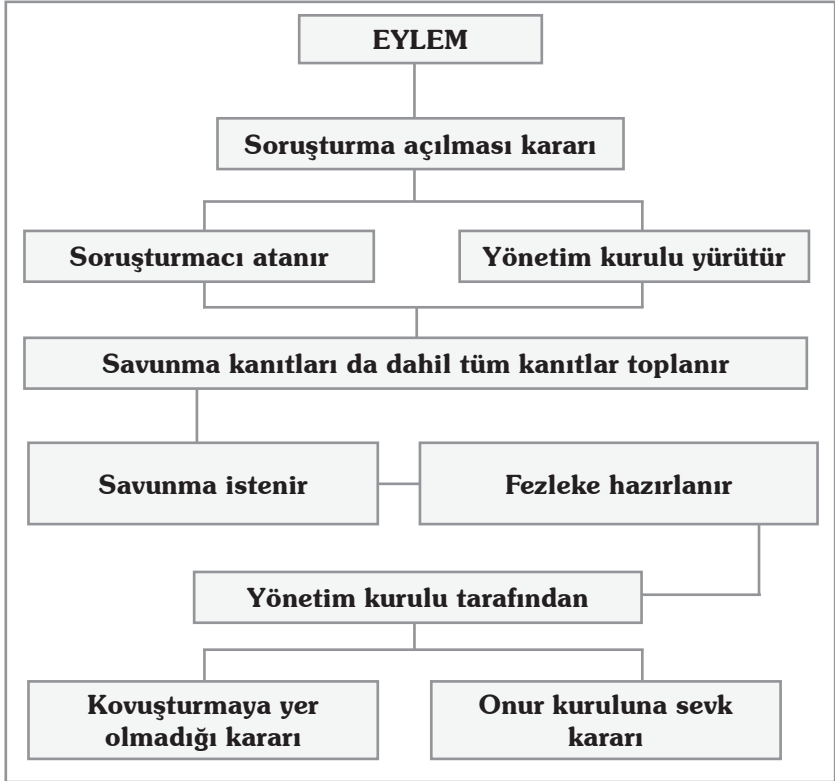 EYLEM
Soruşturma açılması kararı
Soruşturmacı atanır
Yönetim kurulu yürütür
Savunma kanıtları da dahil tüm kanıtlar toplanır
Savunma istenir
Fezleke hazırlanır
Yönetim kurulu tarafından
Kovuşturmaya yer
olmadığı kararı
Onur kuruluna sevk
kararı